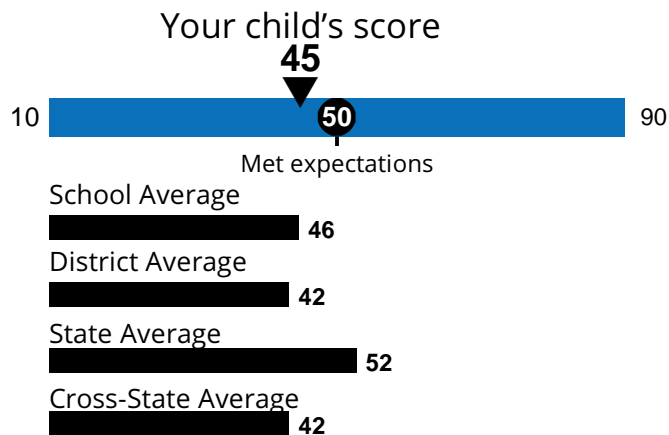 Your child’s score
45
10 50 90
Met expectations
School Average
46
District Average
42
State Average
52
Cross-State Average
42